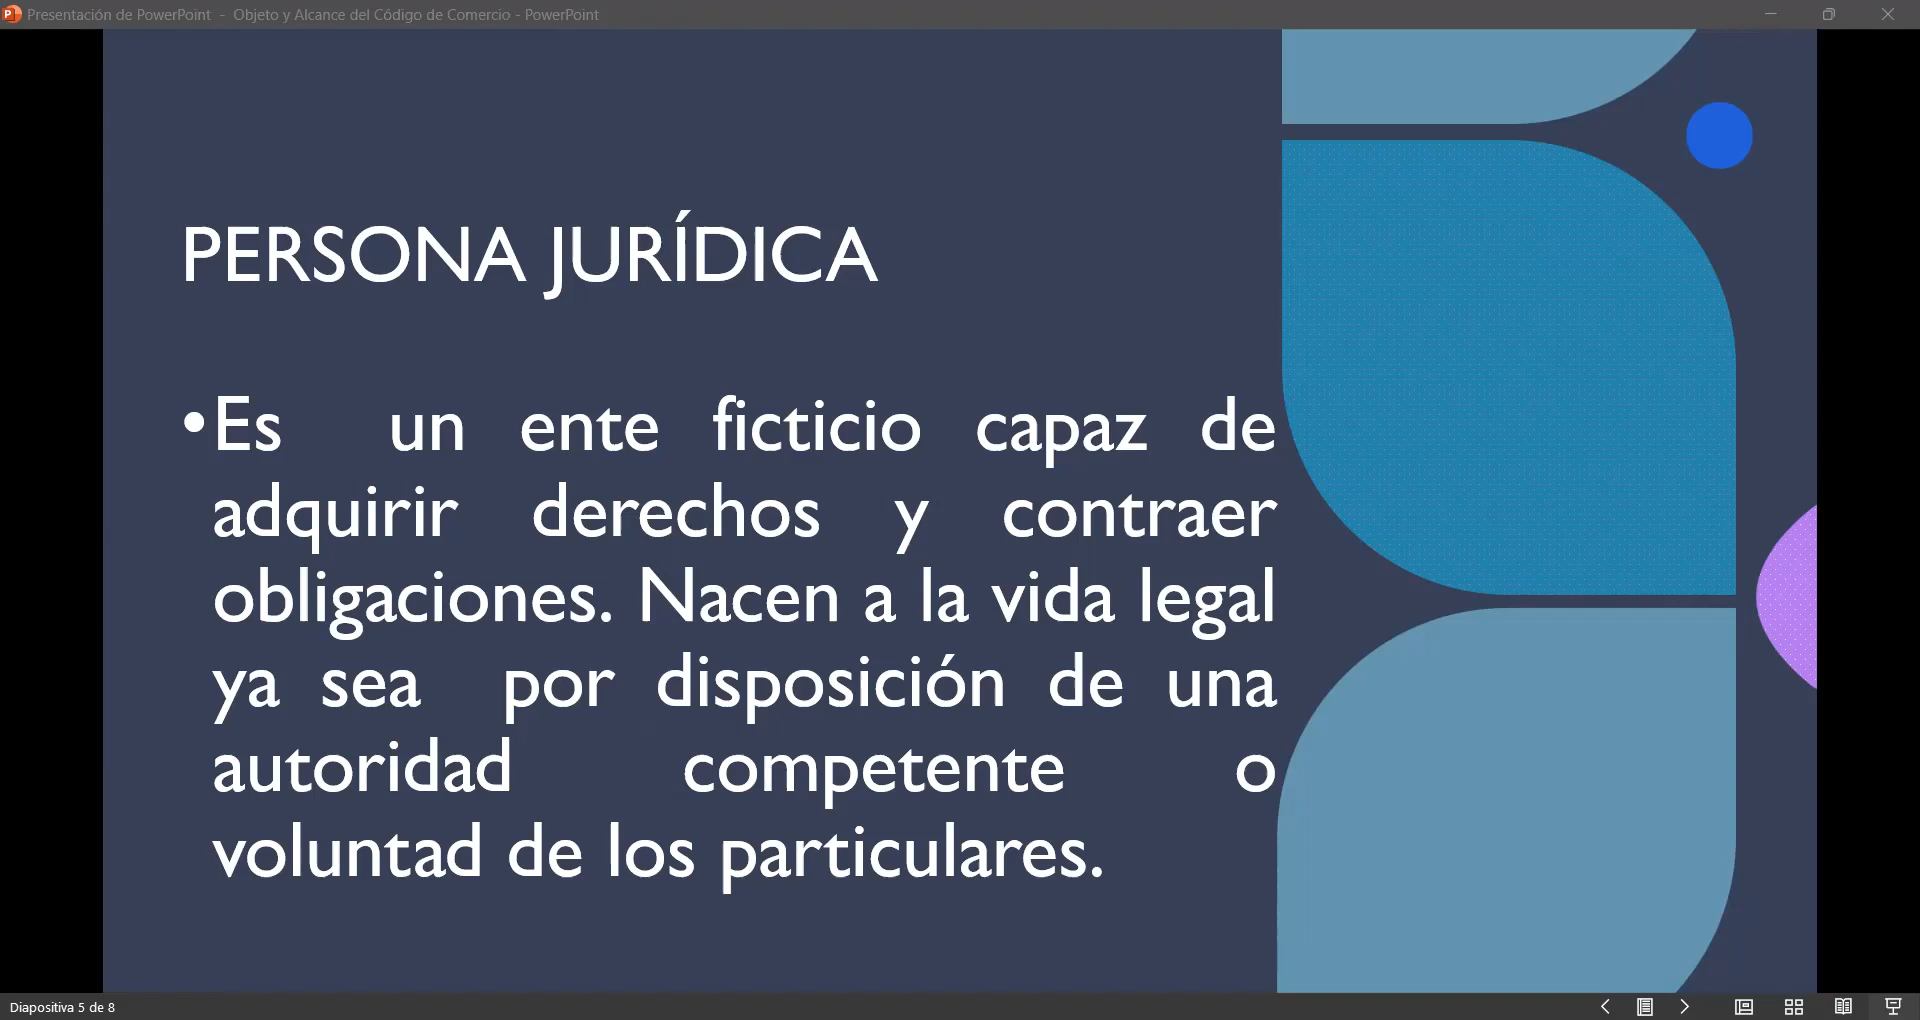 Presentación de PowerPoint - Objeto y Alcance del Código de Comercio - PowerPoint
PERSONA JURÍDICA
•Es un ente ficticio capaz de
adquirir derechos y contraer
obligaciones. Nacen a la vida legal
ya sea por disposición de una
autoridad competente o
voluntad de los particulares.
Diapositiva 5 de 8